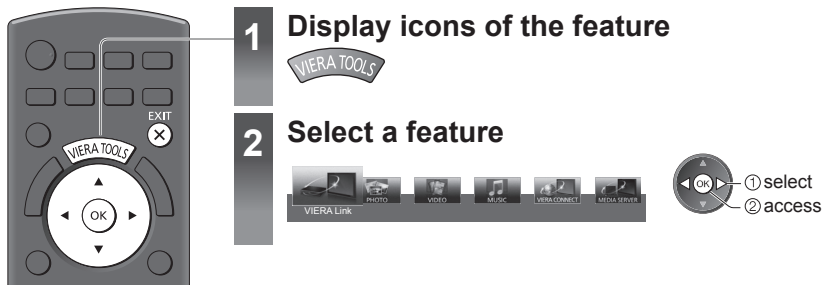 1
Display icons of the feature
VIERA TOOLS
EXIT
VIERA TOOLS
OK
2
Select a feature
VIERA Link
PHOTO
VIDEO
MUSIC
VIERA CONNECT
MEDIA SERVER
OK
①select
②access